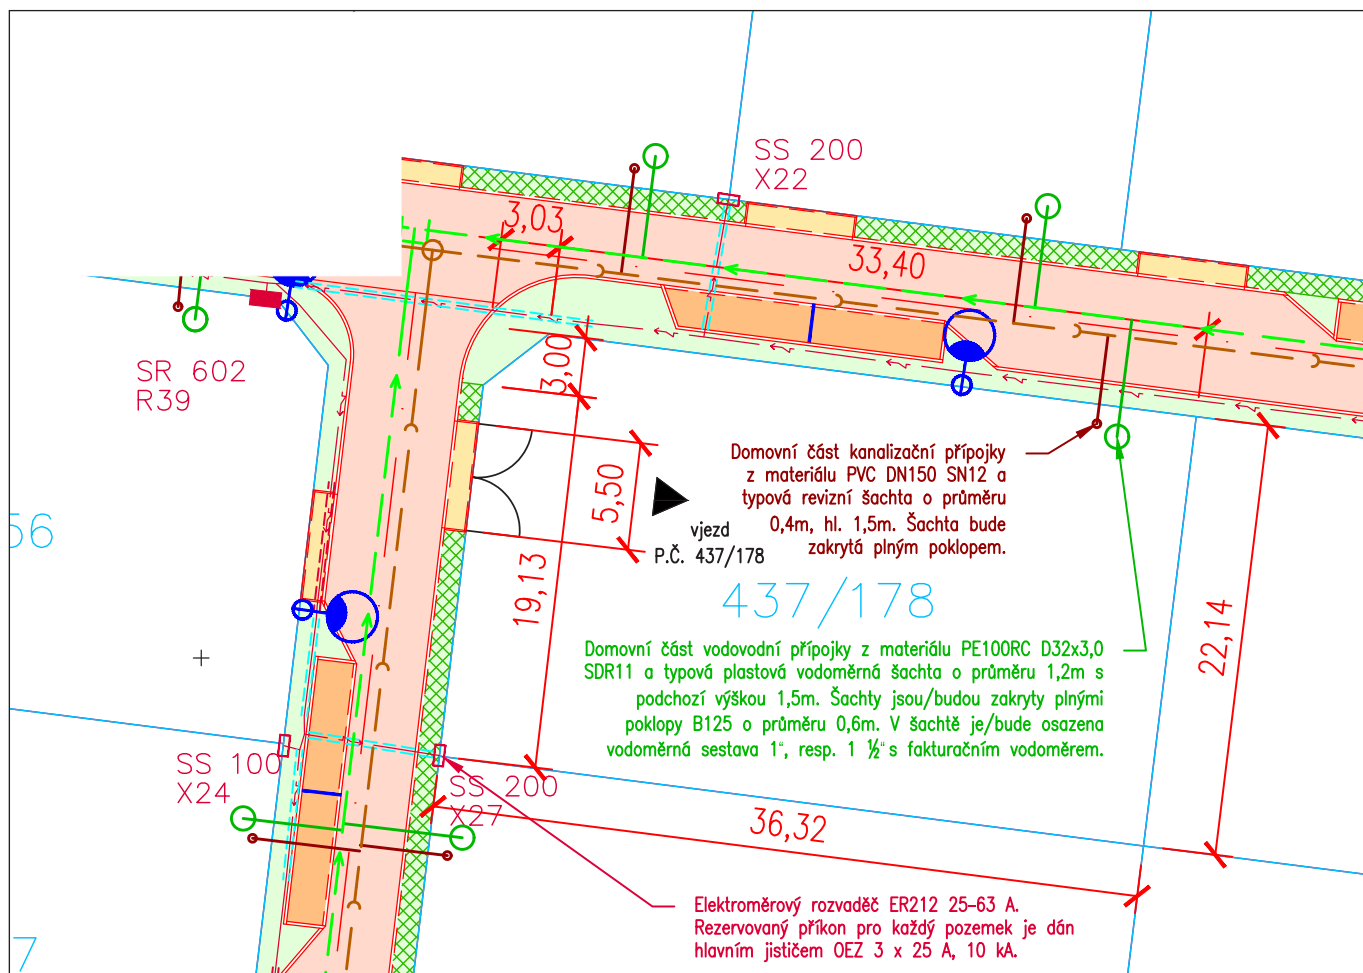 SS 200
X22
3,03
33,40
SR 602
R39
3,00
5,50
vjezd
P.Č. 437/178
Domovní část kanalizační přípojky
z materiálu PVC DN150 SN12 a
typová revizní šachta o průměru
0,4m, hl. 1,5m. Šachta bude
zakrytá plným poklopem.
56
19,13
437/178
22,14
Domovní část vodovodní přípojky z materiálu PE100RC D32x3,0
SDR11 a typová plastová vodoměrná šachta o průměru 1,2m s
podchozí výškou 1,5m. Šachty jsou/budou zakryty plnými
poklopy B125 o průměru 0,6m. V šachtě je/bude osazena
vodoměrná sestava 1", resp. 1 ½" s fakturačním vodoměrem.
SS 100
X24
SS 200
X27
36,32
Elektroměrový rozvaděč ER212 25-63 A.
Rezervovaný příkon pro každý pozemek je dán
hlavním jističem OEZ 3 x 25 A, 10 kA.
7